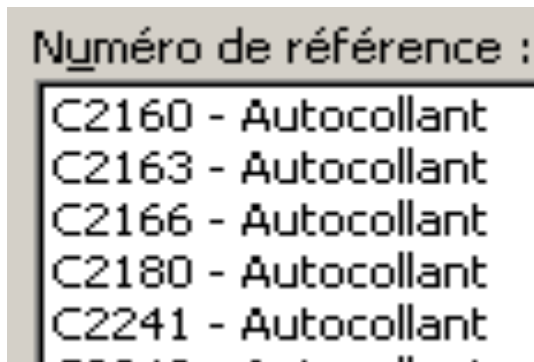 Numéro de référence :
C2160 - Autocollant
C2163 - Autocollant
C2166 - Autocollant
C2180 - Autocollant
C2241 - Autocollant